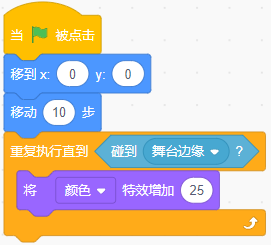 当 被点击
移到 x: 0 y: 0
移动 10 步
重复执行直到 碰到 舞台边缘 ?
将 颜色 特效增加 25